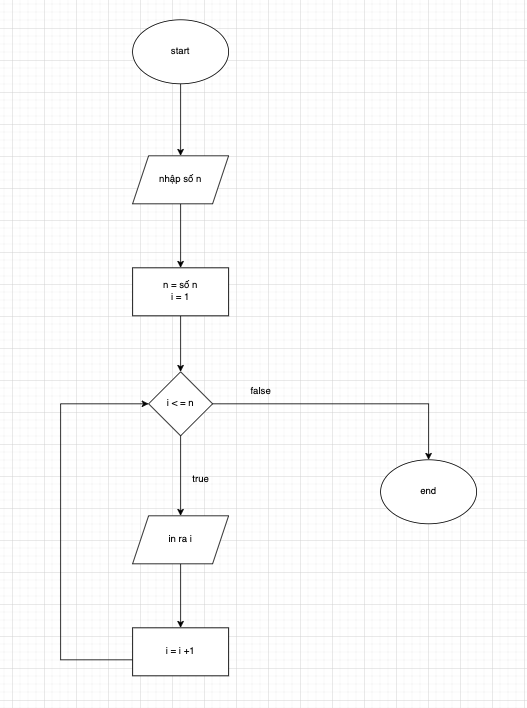 start
nhập số n
n = số n
i = 1
i < = n
false
true
end
in ra i
i = i +1